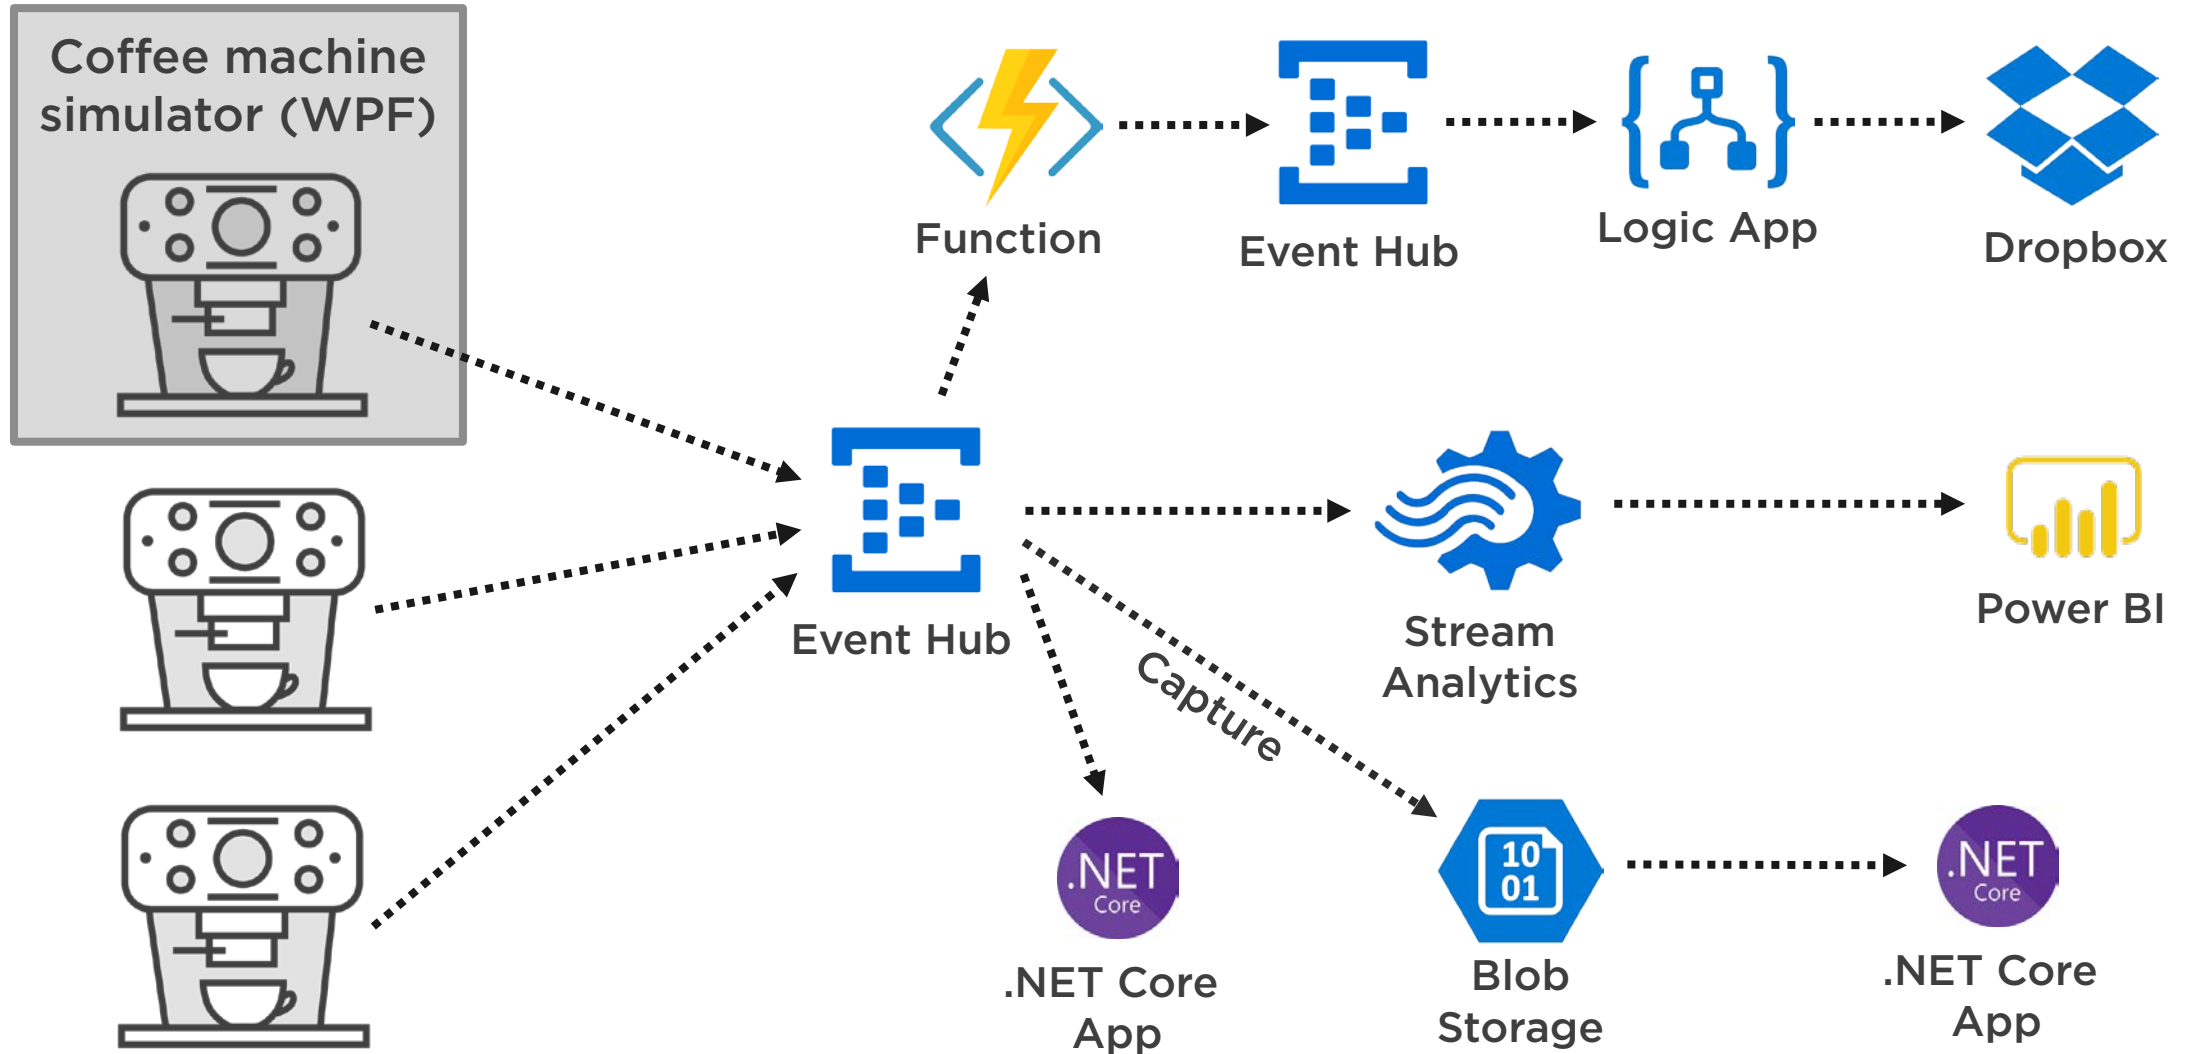 Coffee machine
simulator (WPF)
Function
Event Hub
Logic App
Dropbox
Event Hub
Stream
Analytics
Power BI
Capture
.NET
Core
.NET Core
App
10
01
Blob
Storage
.NET
Core
.NET Core
App